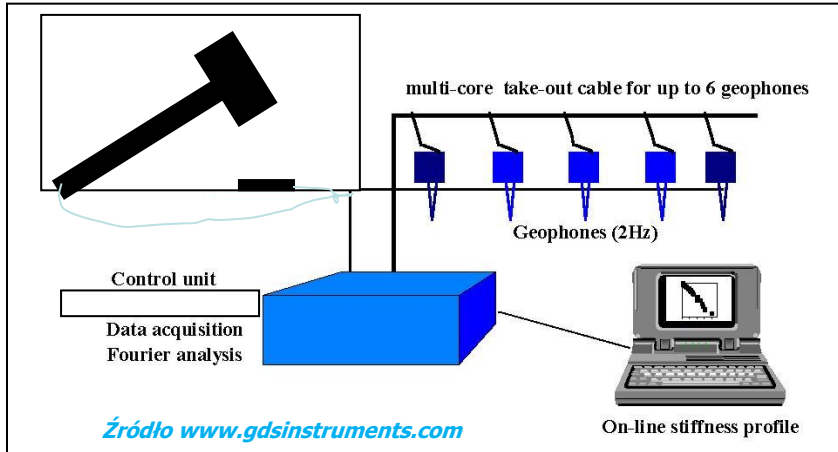 multi-core take-out cable for up to 6 geophones
Geophones (2Hz)
Control unit
Data acquisition
Fourier analysis
On-line stiffness profile
Źródło www.gdsinstruments.com